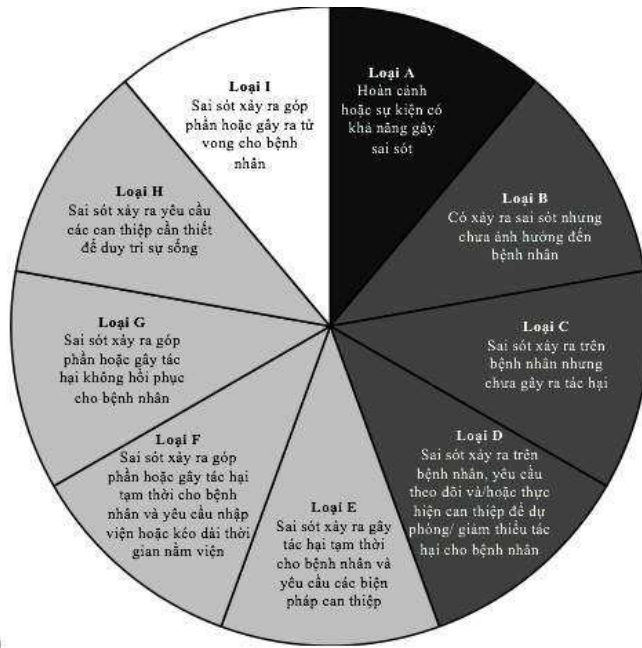 Loại A
Hoàn cảnh
hoặc sự kiện có
khả năng gây
sai sót
Loại B
Có xảy ra sai sót nhưng
chưa ảnh hưởng đến
bệnh nhân
Loại C
Sai sót xảy ra trên
bệnh nhân nhưng
chưa gây ra tác hại
Loại D
Sai sót xảy ra trên
bệnh nhân, yêu cầu
theo dõi và/hoặc thực
hiện can thiệp để dự
phòng/ giảm thiểu tác
hại cho bệnh nhân
Loại E
Sai sót xảy ra gây
tác hại tạm thời
cho bệnh nhân và
yêu cầu các biện
pháp can thiệp
Loại F
Sai sót xảy ra góp
phần hoặc gây tác hại
tạm thời cho bệnh
nhân và yêu cầu nhập
viện hoặc kéo dài thời
gian nằm viện
Loại G
Sai sót xảy ra góp
phần hoặc gây tác
hại không hồi phục
cho bệnh nhân
Loại H
Sai sót xảy ra yêu cầu
các can thiệp cần thiết
để duy trì sự sống
Loại I
Sai sót xảy ra góp
phần hoặc gây ra tử
vong cho bệnh
nhân